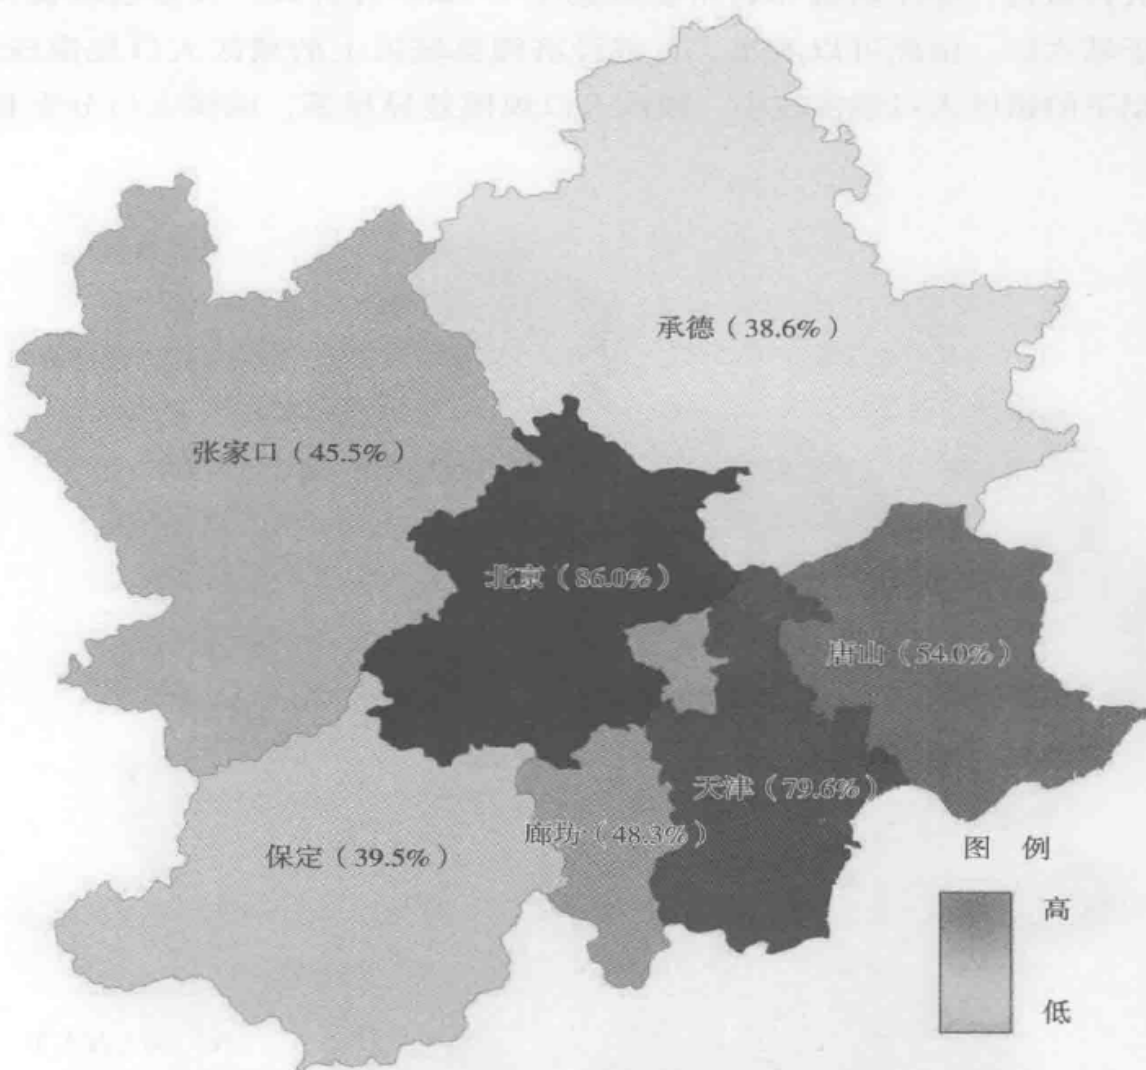 承德（38.6%）
张家口（45.5%）
北京（86.0%）
唐山（54.0%）
天津（79.6%）
廊坊（48.3%）
保定（39.5%）
图 例
高
低